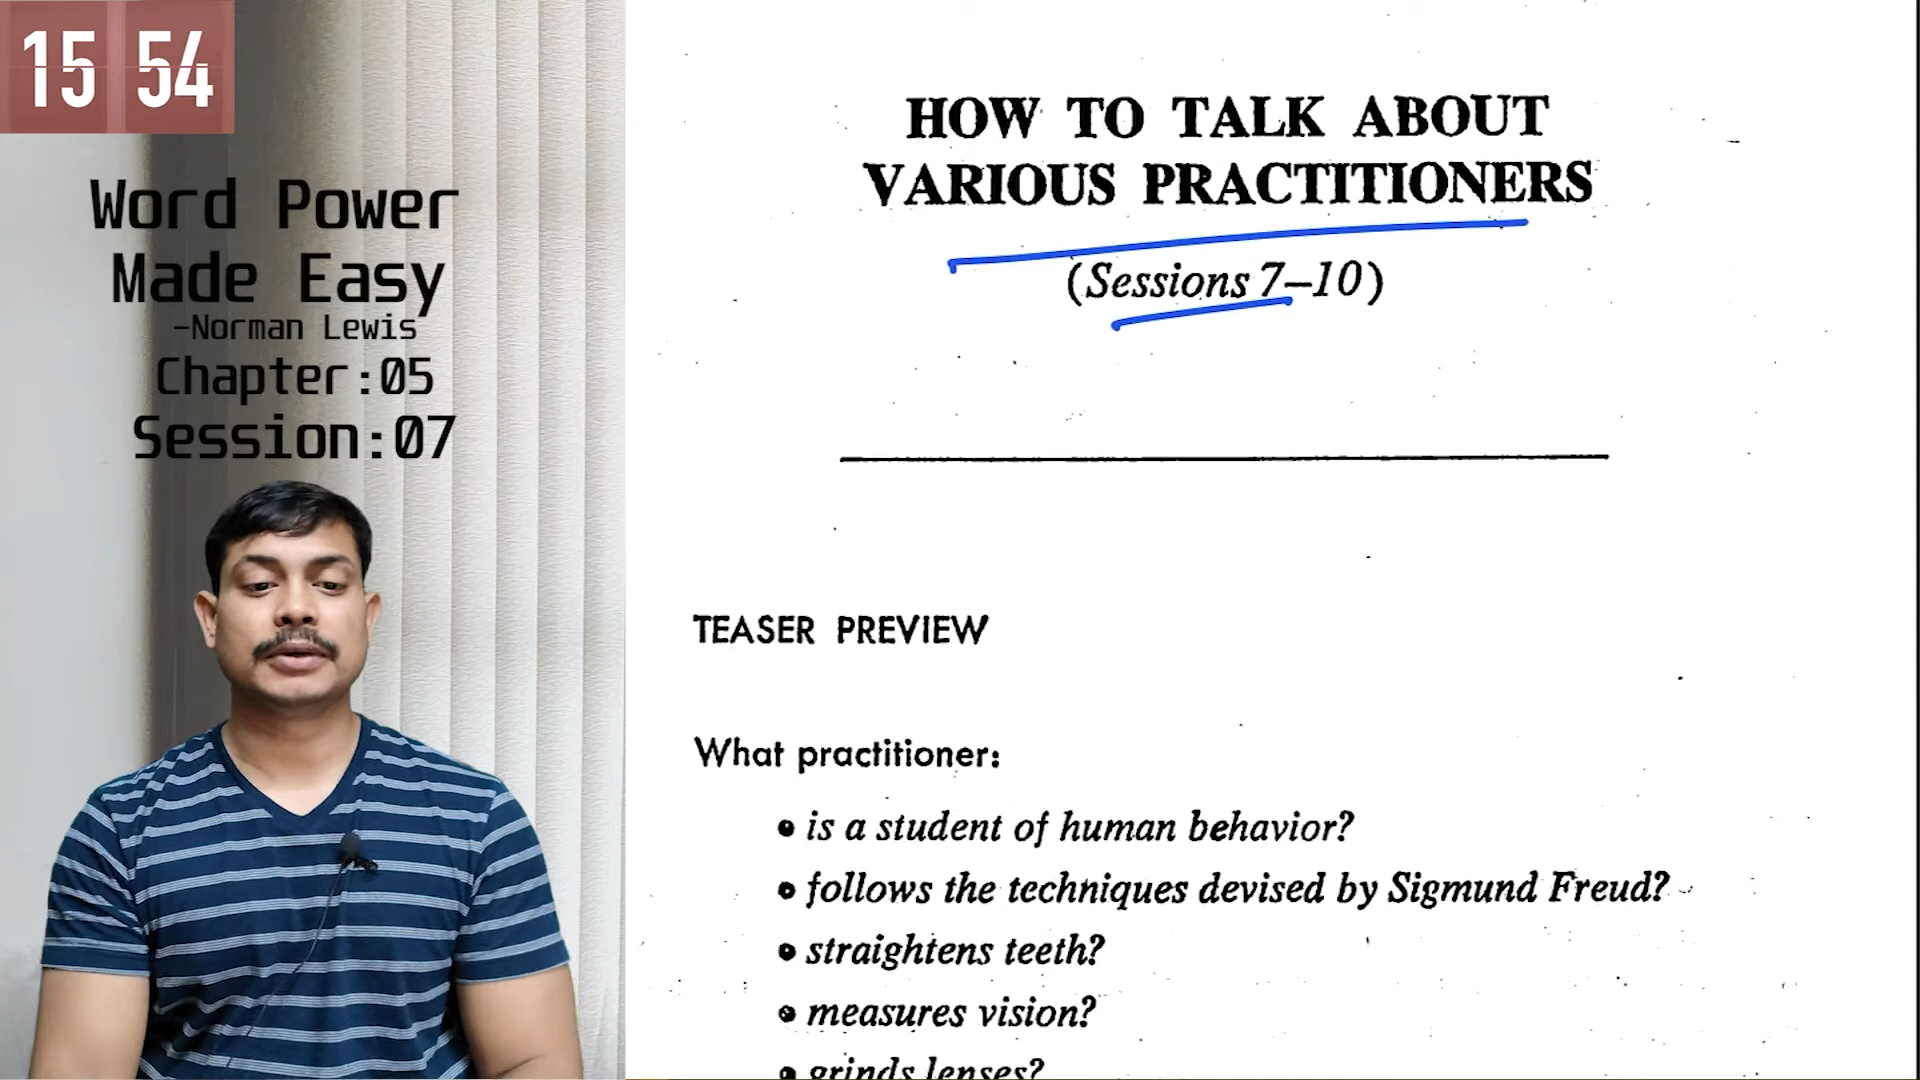 15 54
Word Power
Made Easy
-Norman Lewis
Chapter:05
Session:07
HOW TO TALK ABOUT
VARIOUS PRACTITIONERS
(Sessions 7–10)
TEASER PREVIEW
What practitioner:
• is a student of human behavior?
• follows the techniques devised by Sigmund Freud?
• straightens teeth?
• measures vision?
• grinds lenses?